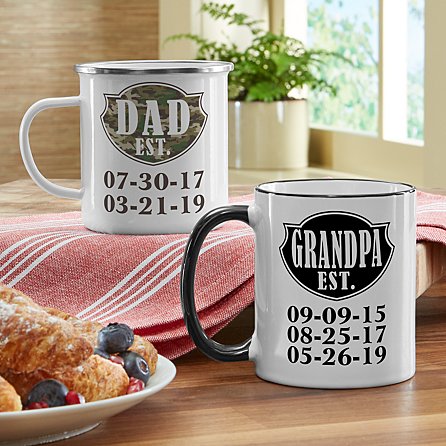 DAD
EST.
07-30-17
03-21-19
GRANDPA
EST.
09-09-15
08-25-17
05-26-19